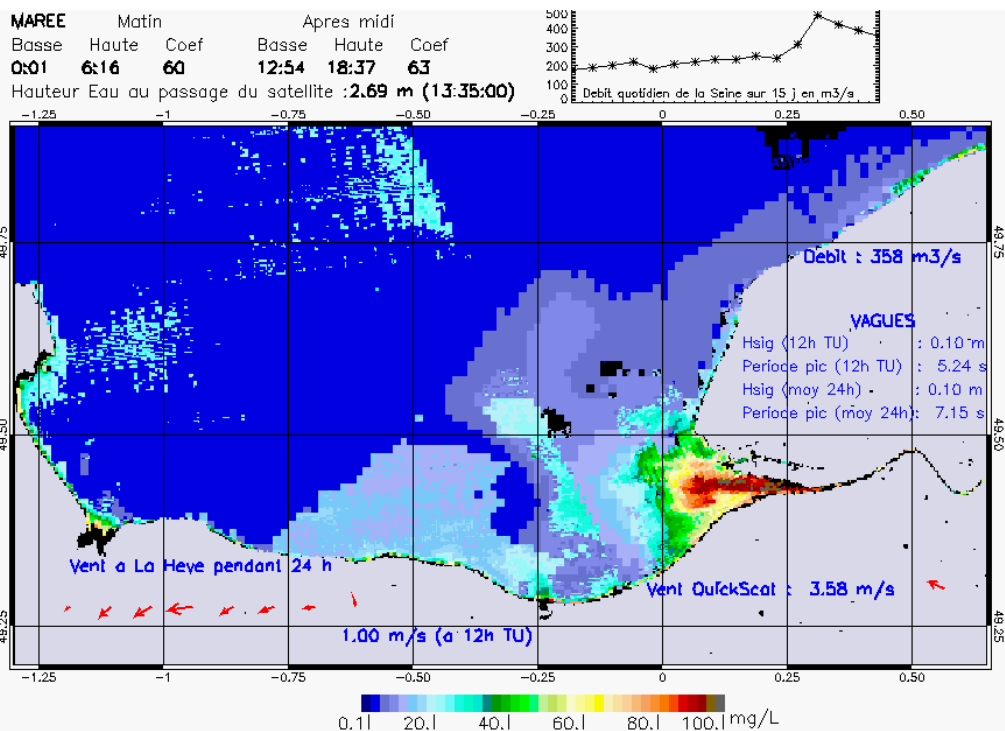 MAREE Matin Apres midi
Basse Haute Coef Basse Haute Coef
0:01 6:16 60 12:54 18:37 63
Hauteur Eau au passage du satellite : 2.69 m (13:35:00)
500
400
300
200
100
0
Debit quotidien de la Seine sur 15 j en m3/s
−1.25 −1 −0.75 −0.50 −0.25 0 0.25 0.50
49.75 49.75
Debit : 358 m3/s
VAGUES
Hsig (12h TU) : 0.10 m
Periode pic (12h TU) : 5.24 s
Hsig (moy 24h) : 0.10 m
Periode pic (moy 24h): 7.15 s
49.50 49.50
Vent a La Heve pendant 24 h
Vent QuickScat : 3.58 m/s
1.00 m/s (a 12h TU)
49.25 49.25
−1.25 −1 −0.75 −0.50 −0.25 0 0.25 0.50
0.1 20.1 40.1 60.1 80.1 100.1 mg/L